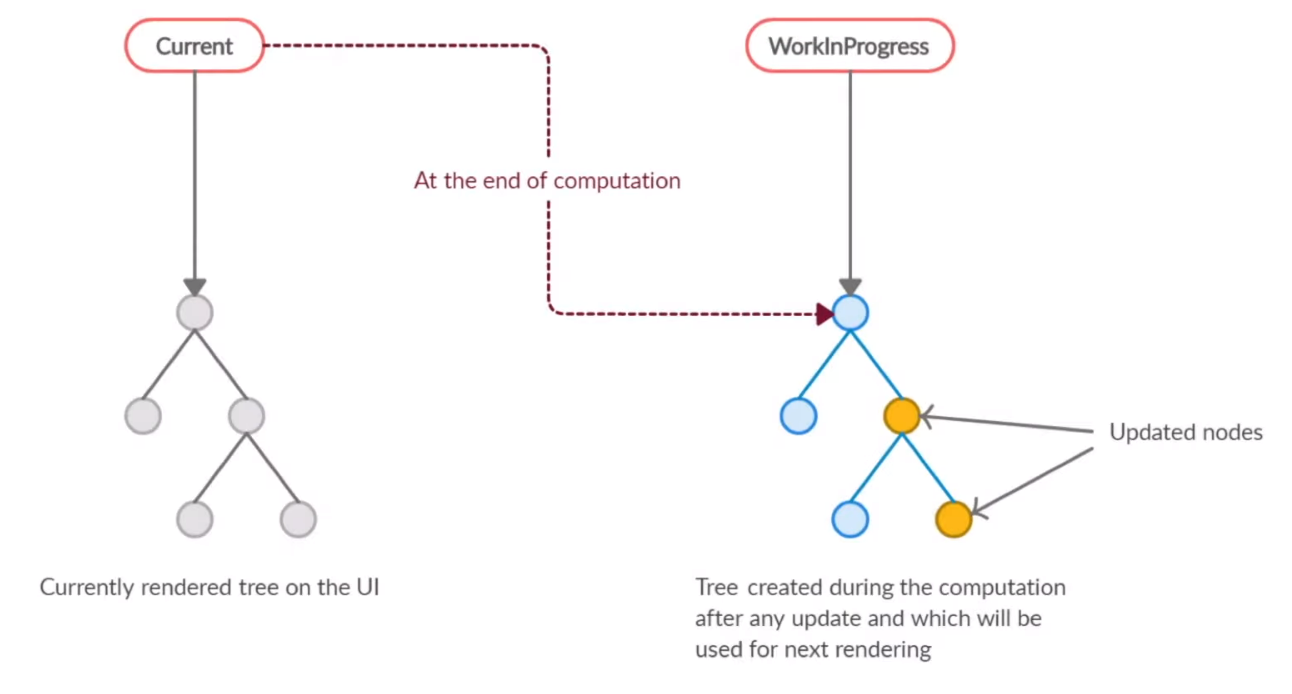 Current
WorkInProgress
At the end of computation
Updated nodes
Currently rendered tree on the UI
Tree created during the computation
after any update and which will be
used for next rendering